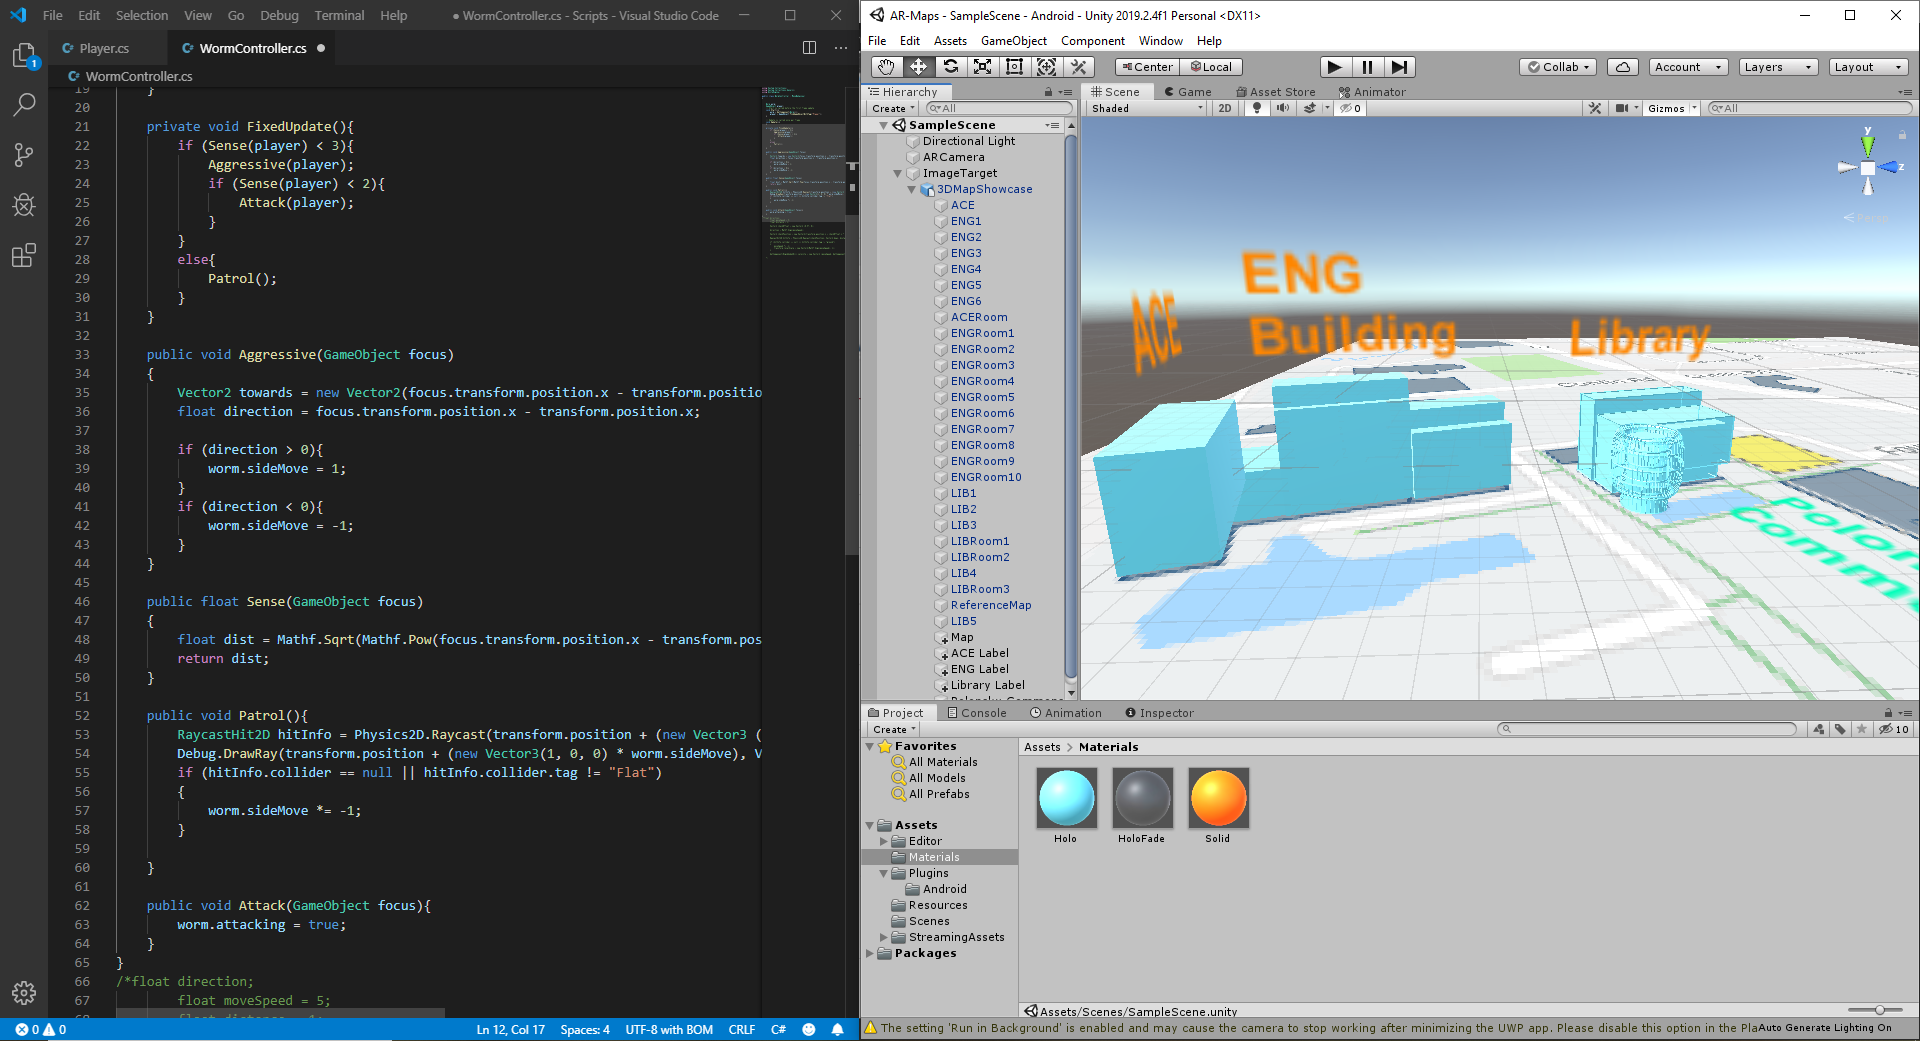 File Edit Selection View Go Debug Terminal Help ● WormController.cs - Scripts - Visual Studio Code
Player.cs WormController.cs ●
WormController.cs
19 }
20
21 private void FixedUpdate(){
22 if (Sense(player) < 3){
23 Aggressive(player);
24 if (Sense(player) < 2){
25 Attack(player);
26 }
27 }
28 else{
29 Patrol();
30 }
31 }
32
33 public void Aggressive(GameObject focus)
34 {
35 Vector2 towards = new Vector2(focus.transform.position.x - transform.positio
36 float direction = focus.transform.position.x - transform.position.x;
37
38 if (direction > 0){
39 worm.sideMove = 1;
40 }
41 if (direction < 0){
42 worm.sideMove = -1;
43 }
44 }
45
46 public float Sense(GameObject focus)
47 {
48 float dist = Mathf.Sqrt(Mathf.Pow(focus.transform.position.x - transform.pos
49 return dist;
50 }
51
52 public void Patrol(){
53 RaycastHit2D hitInfo = Physics2D.Raycast(transform.position + (new Vector3 (
54 Debug.DrawRay(transform.position + (new Vector3(1, 0, 0) * worm.sideMove), V
55 if (hitInfo.collider == null || hitInfo.collider.tag != "Flat")
56 {
57 worm.sideMove *= -1;
58 }
59
60 }
61
62 public void Attack(GameObject focus){
63 worm.attacking = true;
64 }
65 }
66 /*float direction;
67 float moveSpeed = 5;
1
0 0 Ln 12, Col 17 Spaces: 4 UTF-8 with BOM CRLF C#
AR-Maps - SampleScene - Android - Unity 2019.2.4f1 Personal <DX11>
File Edit Assets GameObject Component Window Help
Center Local Collab Account Layers Layout
Hierarchy
Create All
SampleScene
Directional Light
ARCamera
ImageTarget
3DMapShowcase
ACE
ENG1
ENG2
ENG3
ENG4
ENG5
ENG6
ACERoom
ENGRoom1
ENGRoom2
ENGRoom3
ENGRoom4
ENGRoom5
ENGRoom6
ENGRoom7
ENGRoom8
ENGRoom9
ENGRoom10
LIB1
LIB2
LIB3
LIBRoom1
LIBRoom2
LIB4
LIBRoom3
ReferenceMap
LIB5
Map
ACE Label
ENG Label
Library Label
Scene Game Asset Store Animator
Shaded 2D 0 Gizmos All
y
z
Persp
ACE
ENG
Building
Library
Polon
Comm
Project Console Animation Inspector
Create 10
Favorites
All Materials
All Models
All Prefabs
Assets
Editor
Materials
Plugins
Android
Resources
Scenes
StreamingAssets
Packages
Assets > Materials
Holo HoloFade Solid
Assets/Scenes/SampleScene.unity
The setting 'Run in Background' is enabled and may cause the camera to stop working after minimizing the UWP app. Please disable this option in the Pla
Auto Generate Lighting On